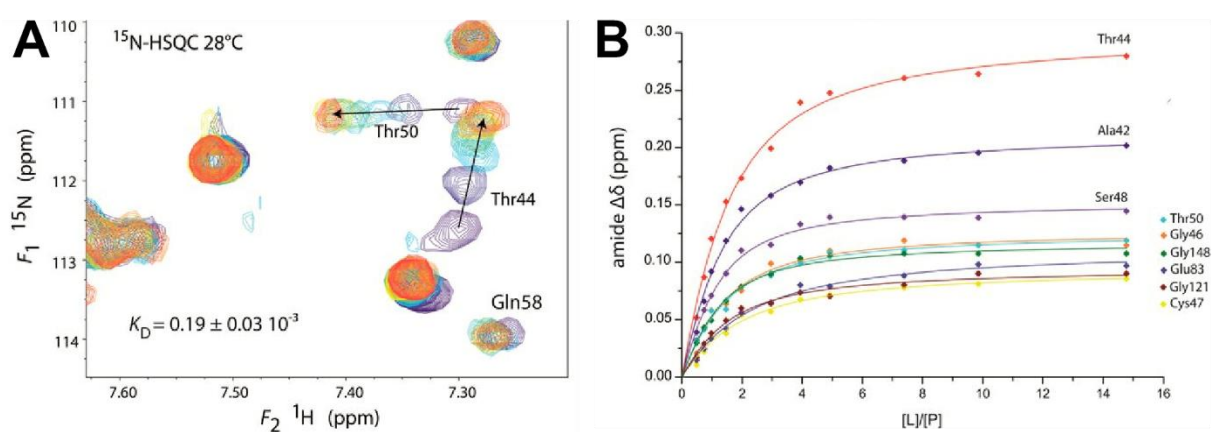 A
¹⁵N-HSQC 28°C
110
111
112
113
114
F₁ ¹⁵N (ppm)
Thr50
Thr44
Gln58
K_D = 0.19 ± 0.03 10⁻³
7.60
7.50
7.40
7.30
F₂ ¹H (ppm)
B
0.30
0.25
0.20
0.15
0.10
0.05
0.00
amide Δδ (ppm)
Thr44
Ala42
Ser48
Thr50
Gly46
Gly148
Glu83
Gly121
Cys47
0 2 4 6 8 10 12 14 16
[L]/[P]